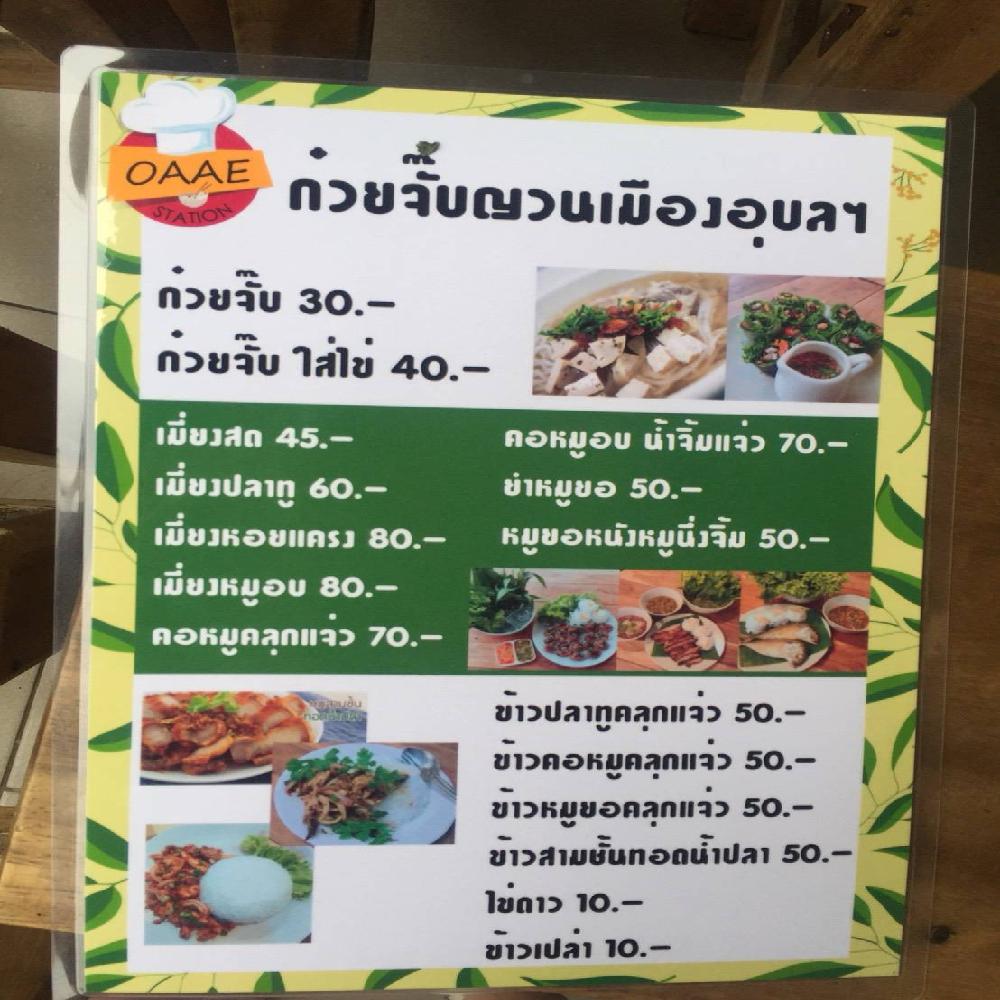 OAAE
STATION
ก๋วยจั๊บญวนเมืองอุบลฯ
ก๋วยจั๊บ 30.–
ก๋วยจั๊บ ใส่ไข่ 40.–
เมี่ยงสด 45.–
เมี่ยงปลาทู 60.–
เมี่ยงหอยแครง 80.–
เมี่ยงหมูอบ 80.–
คอหมูคลุกแจ่ว 70.–
คอหมูอบ น้ำจิ้มแจ่ว 70.–
ยำหมูยอ 50.–
หมูยอหนังหมูนึ่งจิ้ม 50.–
ข้าวปลาทูคลุกแจ่ว 50.–
ข้าวคอหมูคลุกแจ่ว 50.–
ข้าวหมูยอคลุกแจ่ว 50.–
ข้าวสามชั้นทอดน้ำปลา 50.–
ไข่ดาว 10.–
ข้าวเปล่า 10.–